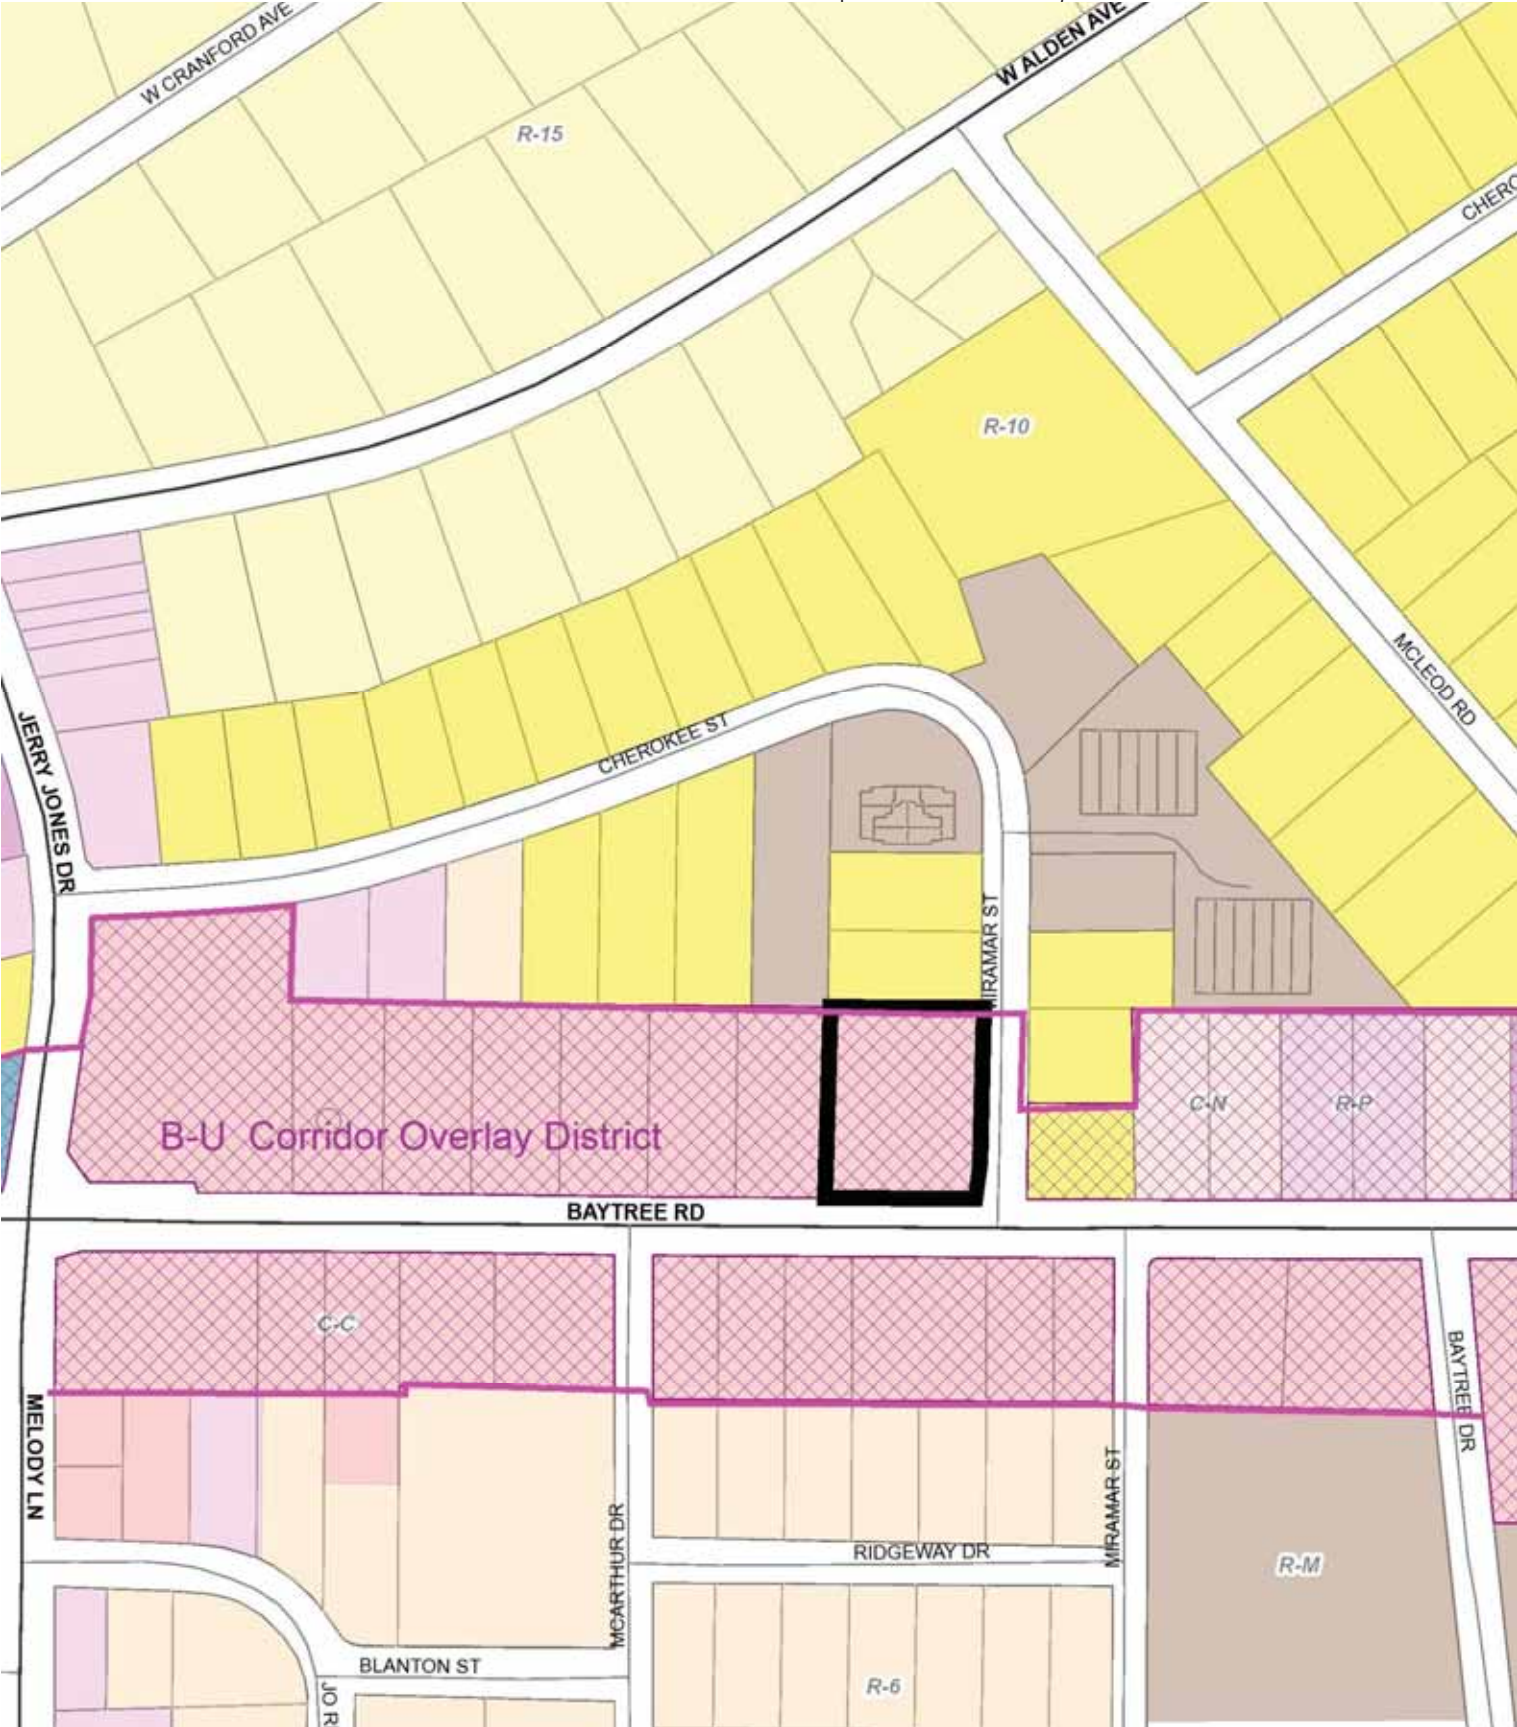 W CRANFORD AVE
W ALDEN AVE
R-15
R-10
MCLEOD RD
JERRY JONES DR
CHEROKEE ST
MIRAMAR ST
C-N
R-P
B-U Corridor Overlay District
BAYTREE RD
C-C
MELODY LN
BAYTREE DR
MCARTHUR DR
MIRAMAR ST
RIDGEWAY DR
R-M
BLANTON ST
R-6